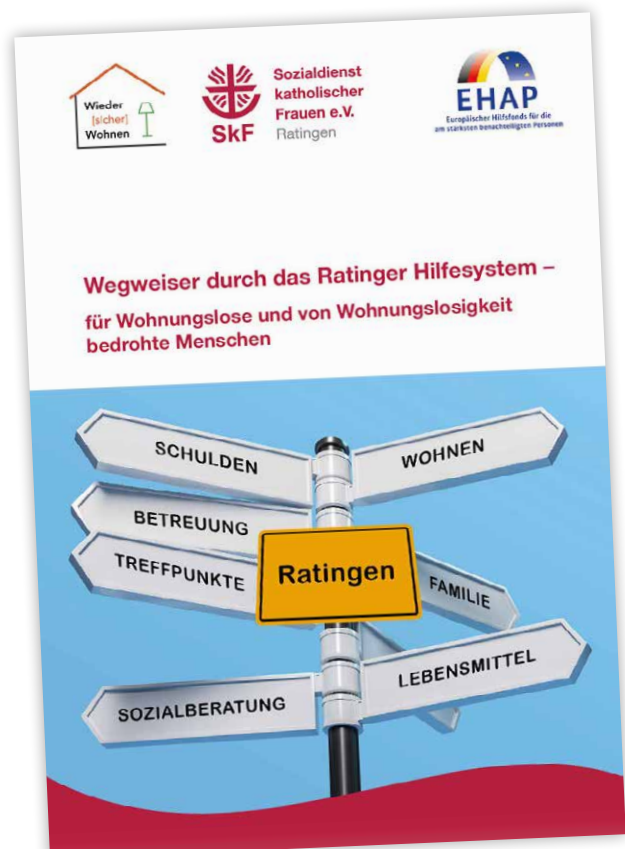 Wieder
[sicher]
Wohnen
SkF
Sozialdienst
katholischer
Frauen e.V.
Ratingen
EHAP
Europäischer Hilfsfonds für die
am stärksten benachteiligten Personen
Wegweiser durch das Ratinger Hilfesystem –
für Wohnungslose und von Wohnungslosigkeit
bedrohte Menschen
SCHULDEN
WOHNEN
BETREUUNG
TREFFPUNKTE
Ratingen
FAMILIE
LEBENSMITTEL
SOZIALBERATUNG